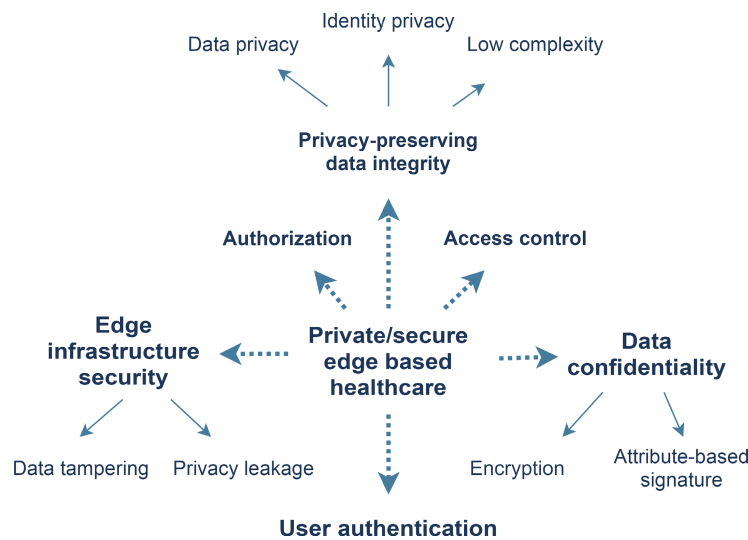 Identity privacy
Data privacy
Low complexity
Privacy-preserving
data integrity
Authorization
Access control
Edge
infrastructure
security
Private/secure
edge based
healthcare
Data
confidentiality
Data tampering
Privacy leakage
Encryption
Attribute-based
signature
User authentication